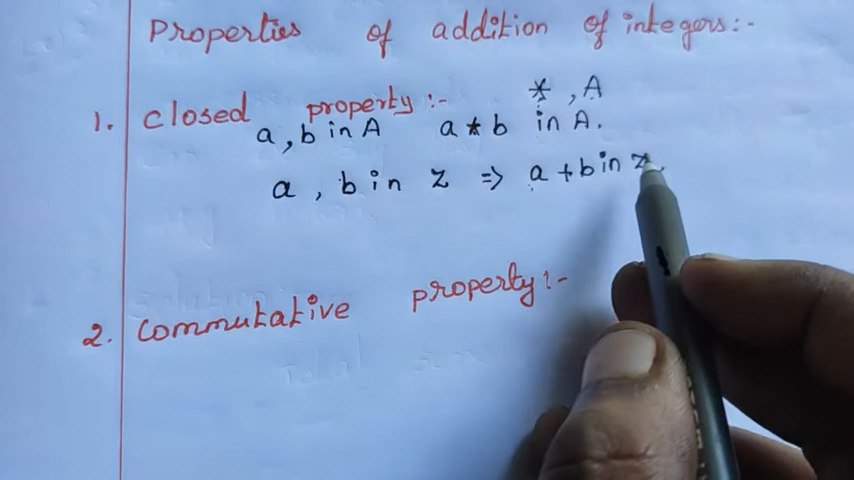 Properties of addition of integers:-
1. closed property:- *, A
a, b in A a * b in A.
a, b in z => a + b in z
2. commutative property:-